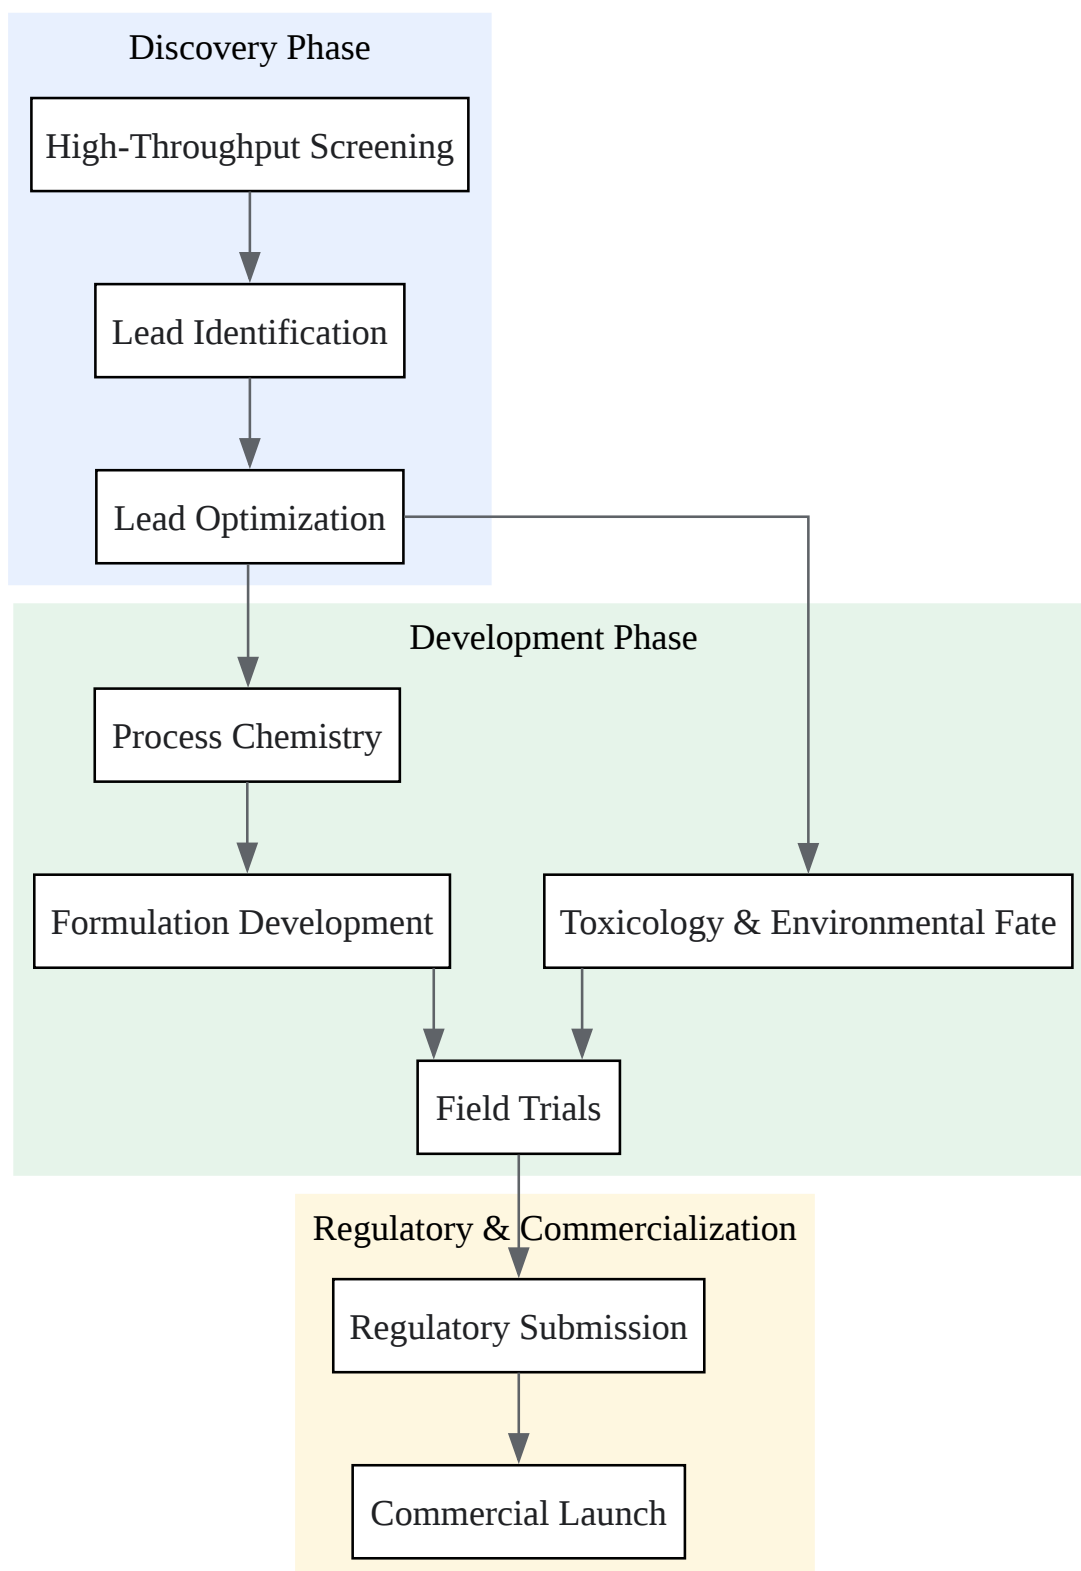 Discovery Phase
High-Throughput Screening
Lead Identification
Lead Optimization
Development Phase
Process Chemistry
Formulation Development
Toxicology & Environmental Fate
Field Trials
Regulatory & Commercialization
Regulatory Submission
Commercial Launch